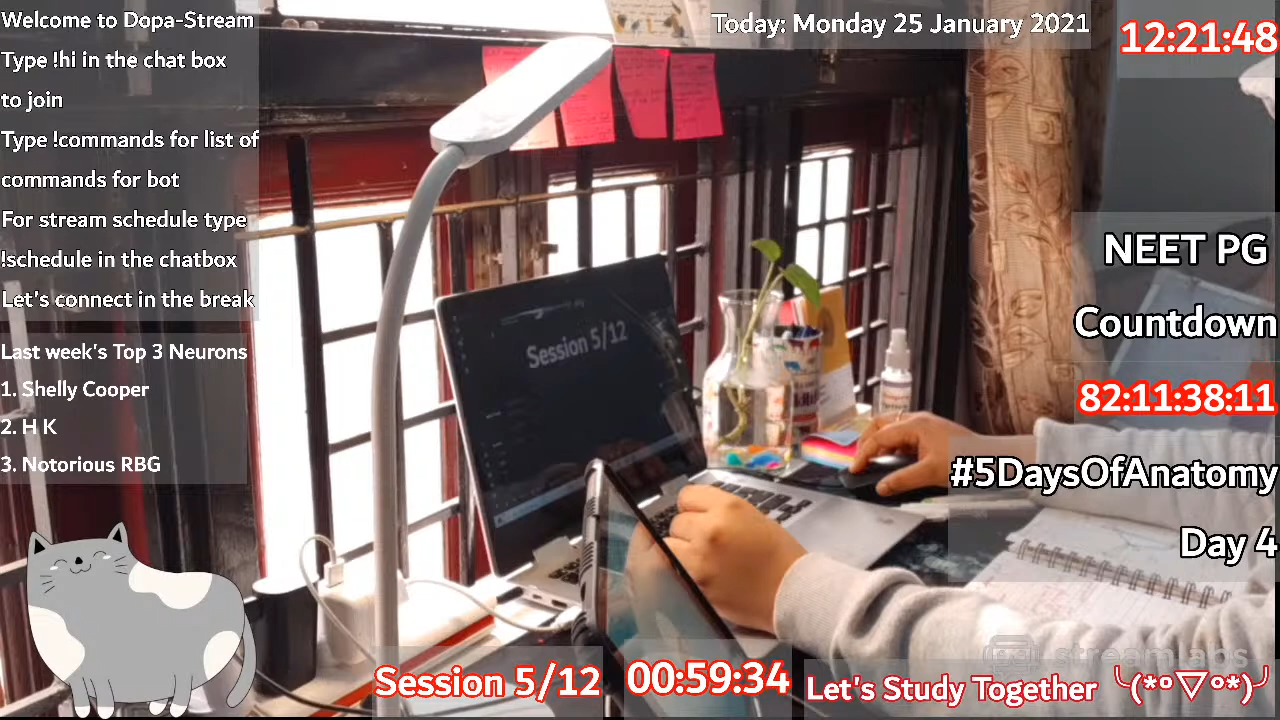 Welcome to Dopa-Stream
Type !hi in the chat box
to join
Type !commands for list of
commands for bot
For stream schedule type
!schedule in the chatbox
Let's connect in the break
Last week's Top 3 Neurons
1. Shelly Cooper
2. H K
3. Notorious RBG
Today: Monday 25 January 2021
12:21:48
NEET PG
Countdown
82:11:38:11
#5DaysOfAnatomy
Day 4
Session 5/12
Session 5/12
00:59:34
streamlabs
Let's Study Together ╰(*º▽º*)╯